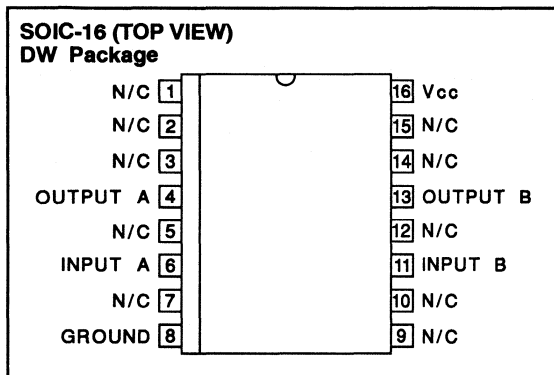 SOIC-16 (TOP VIEW)
DW Package
N/C 1 16 Vcc
N/C 2 15 N/C
N/C 3 14 N/C
OUTPUT A 4 13 OUTPUT B
N/C 5 12 N/C
INPUT A 6 11 INPUT B
N/C 7 10 N/C
GROUND 8 9 N/C